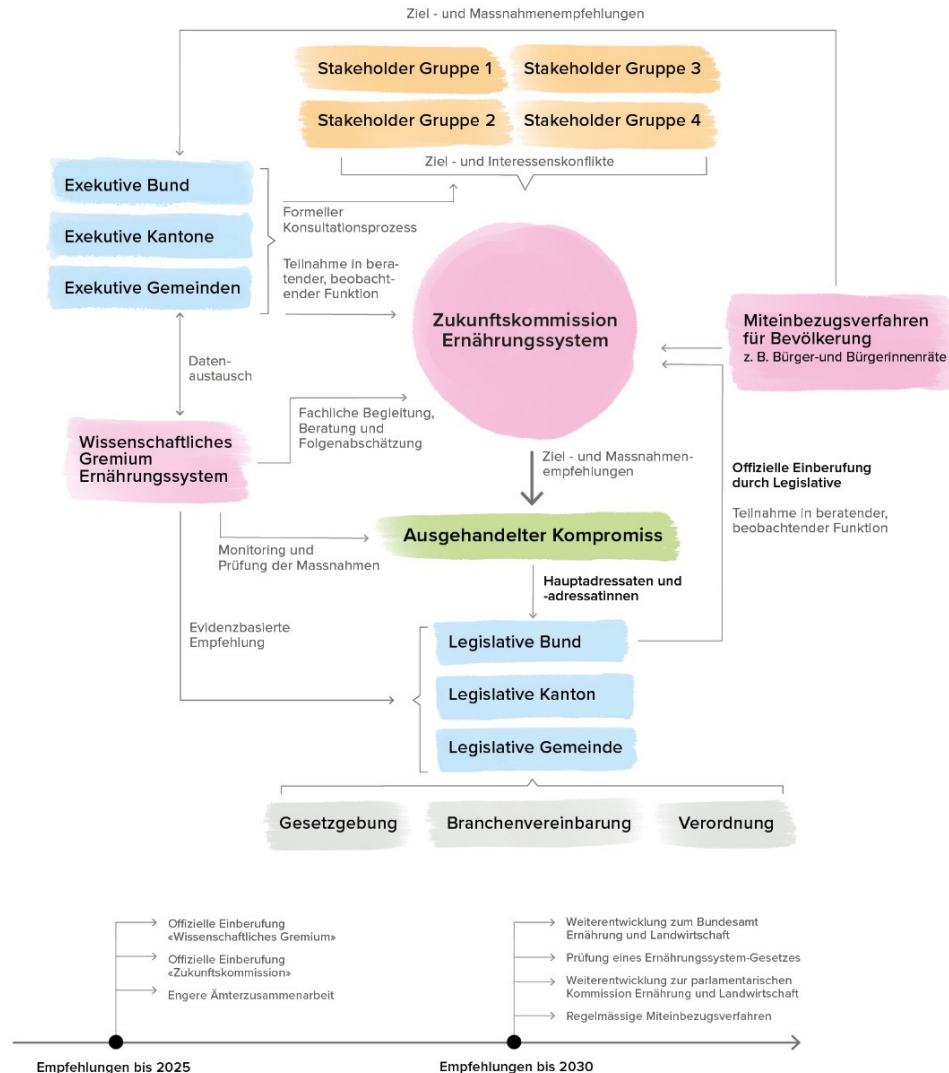 Ziel - und Massnahmenempfehlungen
Stakeholder Gruppe 1
Stakeholder Gruppe 3
Stakeholder Gruppe 2
Stakeholder Gruppe 4
Ziel - und Interessenskonflikte
Exekutive Bund
Exekutive Kantone
Exekutive Gemeinden
Formeller
Konsultationsprozess
Teilnahme in bera-
tender, beobacht-
ender Funktion
Zukunftskommission
Ernährungssystem
Miteinbezugsverfahren
für Bevölkerung
z. B. Bürger-und Bürgerinnenräte
Daten-
austausch
Wissenschaftliches
Gremium
Ernährungssystem
Fachliche Begleitung,
Beratung und
Folgenabschätzung
Ziel - und Massnahmen-
empfehlungen
Offizielle Einberufung
durch Legislative
Teilnahme in beratender,
beobachtender Funktion
Ausgehandelter Kompromiss
Monitoring und
Prüfung der Massnahmen
Hauptadressaten und
-adressatinnen
Evidenzbasierte
Empfehlung
Legislative Bund
Legislative Kanton
Legislative Gemeinde
Gesetzgebung
Branchenvereinbarung
Verordnung
Offizielle Einberufung
«Wissenschaftliches Gremium»
Offizielle Einberufung
«Zukunftskommission»
Engere Ämterzusammenarbeit
Weiterentwicklung zum Bundesamt
Ernährung und Landwirtschaft
Prüfung eines Ernährungssystem-Gesetzes
Weiterentwicklung zur parlamentarischen
Kommission Ernährung und Landwirtschaft
Regelmässige Miteinbezugsverfahren
Empfehlungen bis 2025
Empfehlungen bis 2030